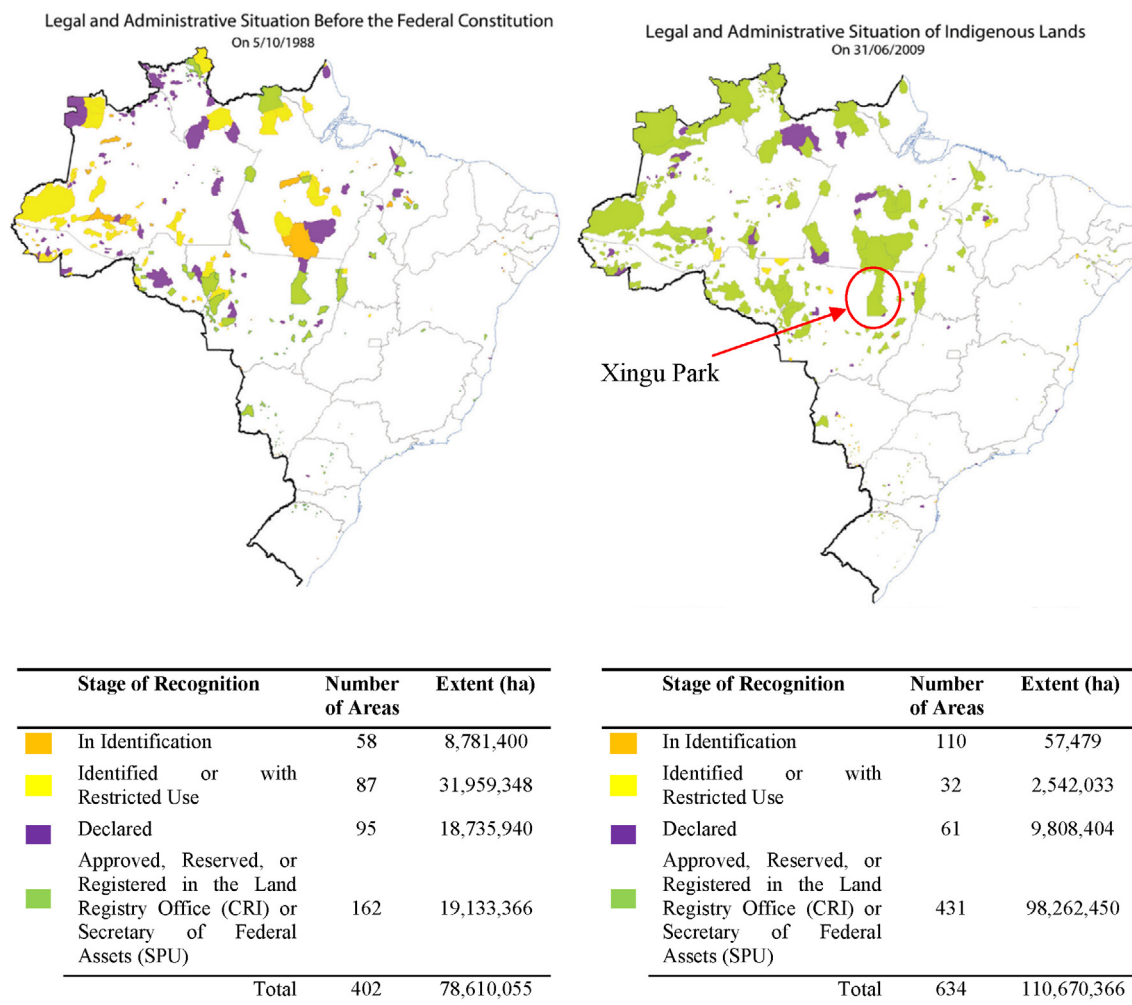 Legal and Administrative Situation Before the Federal Constitution
On 5/10/1988
Legal and Administrative Situation of Indigenous Lands
On 31/06/2009
Xingu Park
Stage of Recognition Number Extent (ha)
of Areas
In Identification 58 8,781,400
Identified or with
Restricted Use 87 31,959,348
Declared 95 18,735,940
Approved, Reserved, or
Registered in the Land
Registry Office (CRI) or 162 19,133,366
Secretary of Federal
Assets (SPU)
Total 402 78,610,055
Stage of Recognition Number Extent (ha)
of Areas
In Identification 110 57,479
Identified or with
Restricted Use 32 2,542,033
Declared 61 9,808,404
Approved, Reserved, or
Registered in the Land
Registry Office (CRI) or 431 98,262,450
Secretary of Federal
Assets (SPU)
Total 634 110,670,366